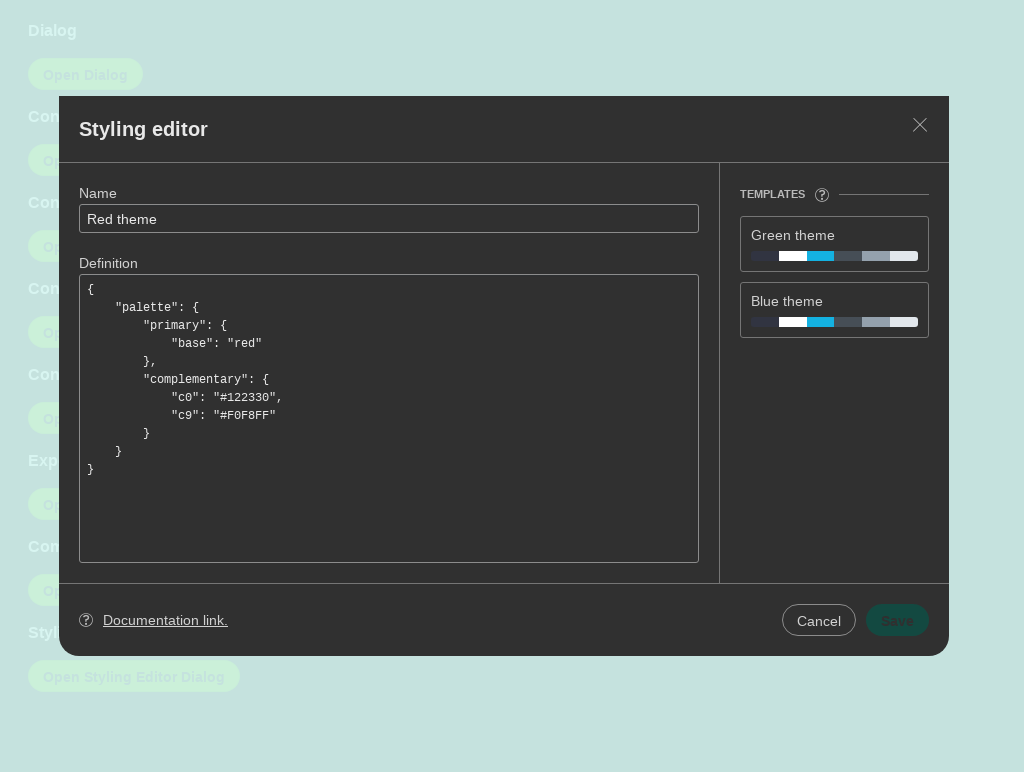 Dialog
Open Dialog
Con
Op
Con
Op
Con
Op
Con
Op
Exp
Op
Con
Op
Styl
Open Styling Editor Dialog
Styling editor
Name
Red theme
Definition
{
    "palette": {
        "primary": {
            "base": "red"
        },
        "complementary": {
            "c0": "#122330",
            "c9": "#F0F8FF"
        }
    }
}
TEMPLATES ?
Green theme
Blue theme
? Documentation link.
Cancel
Save